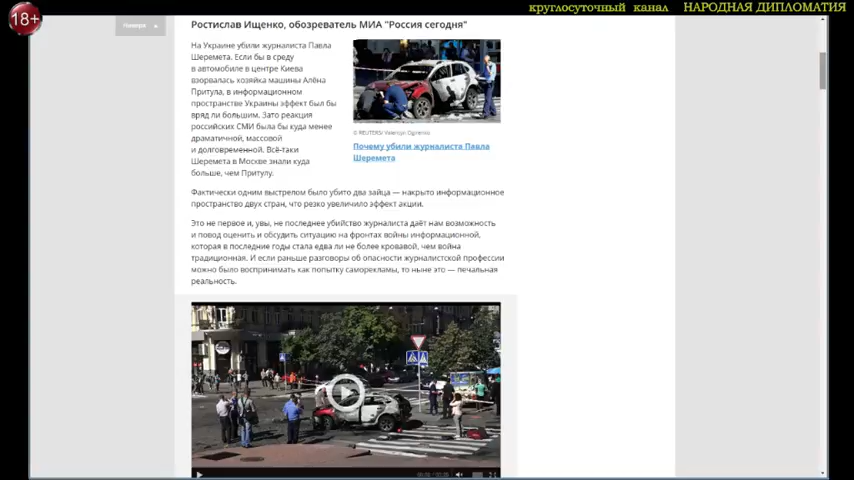 18+
круглосуточный канал НАРОДНАЯ ДИПЛОМАТИЯ
Наверх
Ростислав Ищенко, обозреватель МИА "Россия сегодня"
На Украине убили журналиста Павла
Шеремета. Если бы в среду
в автомобиле в центре Киева
взорвалась хозяйка машины Алёна
Притула, в информационном
пространстве Украины эффект был бы
вряд ли большим. Зато реакция
российских СМИ была бы куда менее
драматичной, массовой
и долговременной. Всё-таки
Шеремета в Москве знали куда
больше, чем Притулу.
© REUTERS/ Valentyn Ogirenko
Почему убили журналиста Павла
Шеремета
Фактически одним выстрелом было убито два зайца — накрыто информационное
пространство двух стран, что резко увеличило эффект акции.
Это не первое и, увы, не последнее убийство журналиста даёт нам возможность
и повод оценить и обсудить ситуацию на фронтах войны информационной,
которая в последние годы стала едва ли не более кровавой, чем война
традиционная. И если раньше разговоры об опасности журналистской профессии
можно было воспринимать как попытку саморекламы, то ныне это — печальная
реальность.